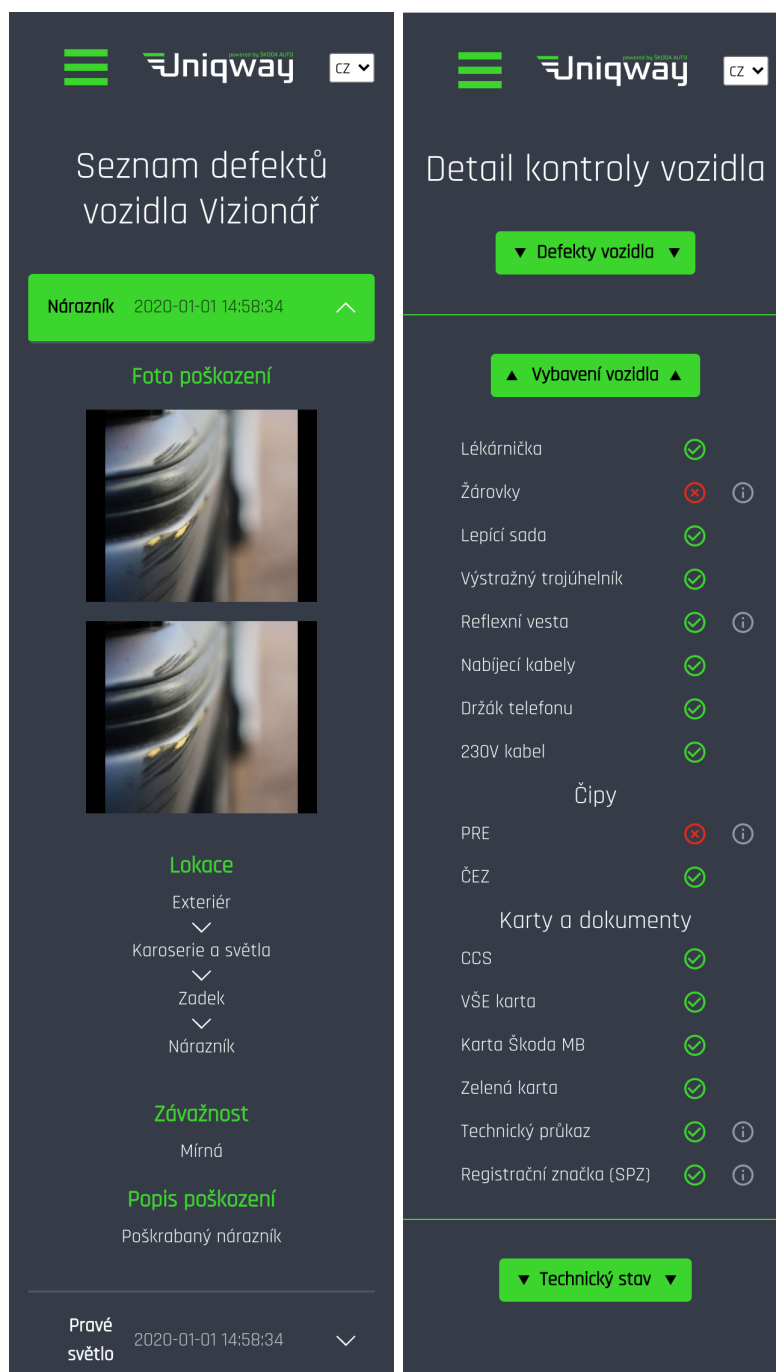 powered by ŠKODA AUTO
Uniqway
CZ
Seznam defektů
vozidla Vizionář
Nárazník 2020-01-01 14:58:34
Foto poškození
Lokace
Exteriér
Karoserie a světla
Zadek
Nárazník
Závažnost
Mírná
Popis poškození
Poškrabaný nárazník
Pravé
světlo
2020-01-01 14:58:34
powered by ŠKODA AUTO
Uniqway
CZ
Detail kontroly vozidla
▼ Defekty vozidla ▼
▲ Vybavení vozidla ▲
Lékárnička
Žárovky
Lepící sada
Výstražný trojúhelník
Reflexní vesta
Nabíjecí kabely
Držák telefonu
230V kabel
Čipy
PRE
ČEZ
Karty a dokumenty
CCS
VŠE karta
Karta Škoda MB
Zelená karta
Technický průkaz
Registrační značka (SPZ)
▼ Technický stav ▼